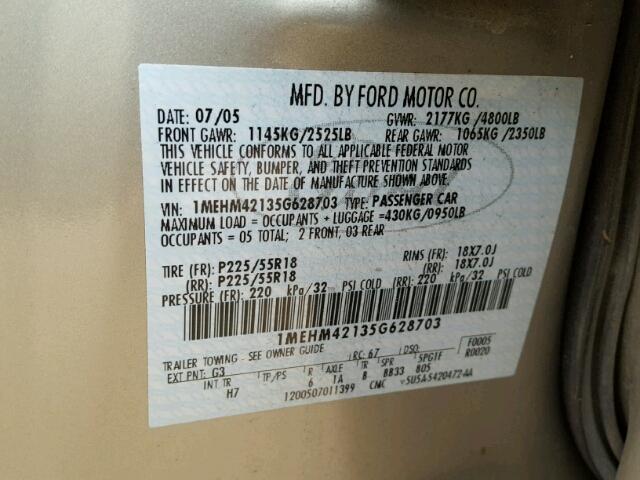 MFD. BY FORD MOTOR CO.
DATE: 07/05 GVWR: 2177KG /4800LB
FRONT GAWR: 1145KG/2525LB REAR GAWR: 1065KG /2350LB
THIS VEHICLE CONFORMS TO ALL APPLICABLE FEDERAL MOTOR
VEHICLE SAFETY, BUMPER, AND THEFT PREVENTION STANDARDS
IN EFFECT ON THE DATE OF MANUFACTURE SHOWN ABOVE.
VIN: 1MEHM42135G628703 TYPE: PASSENGER CAR
MAXIMUM LOAD = OCCUPANTS + LUGGAGE =430KG/0950LB
OCCUPANTS = 05 TOTAL; 2 FRONT, 03 REAR
TIRE (FR): P225/55R18 RIMS (FR): 18X7.0J
(RR): P225/55R18 (RR): 18X7.0J
PRESSURE (FR): 220 kPa/32 PSI COLD (RR): 220 kPa/32 PSI COLD
1MEHM42135G628703
TRAILER TOWING - SEE OWNER GUIDE RC: 67 DSO: F0005
EXT PNT: G3 R0020
INT TR TP/PS R AXLE TR SPR SPGTF
H7 6 1A B BB33 805
1200507011399 CMC 5U5A-5420472-AA